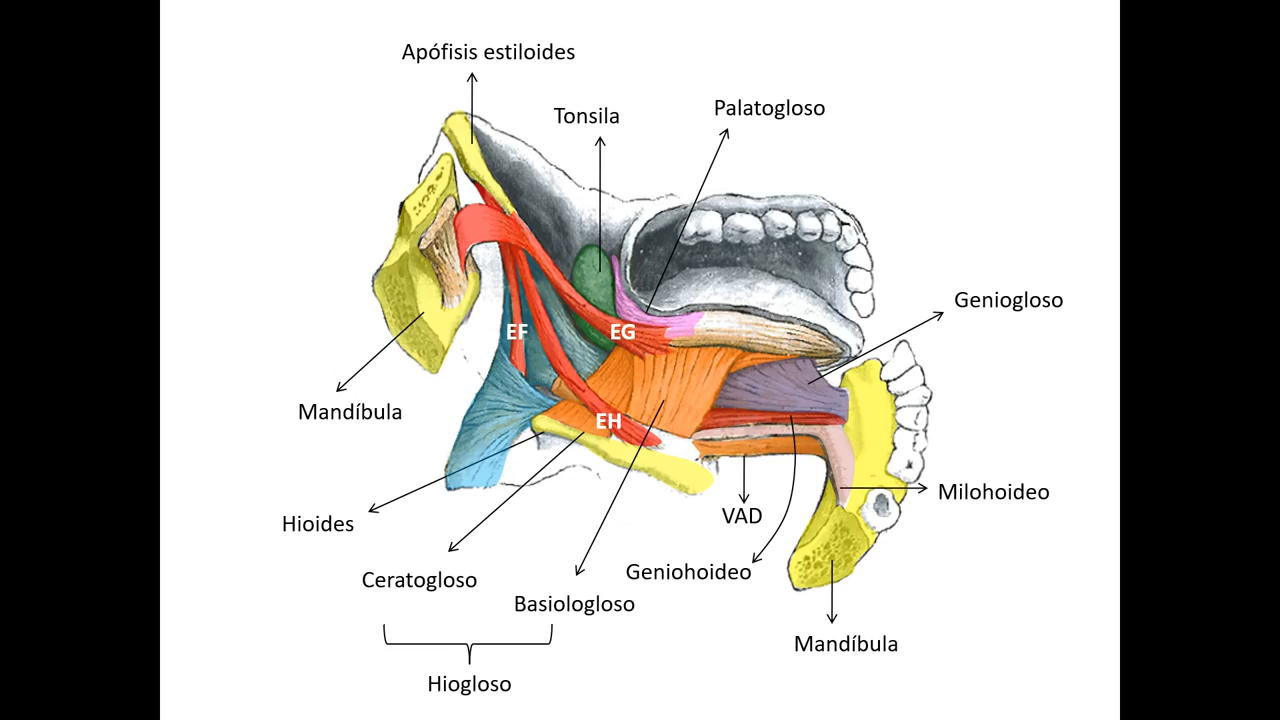 Apófisis estiloides
Tonsila
Palatogloso
Geniogloso
EF
EG
Mandíbula
EH
Milohoideo
VAD
Hioides
Geniohoideo
Ceratogloso
Basiologloso
Mandíbula
Hiogloso